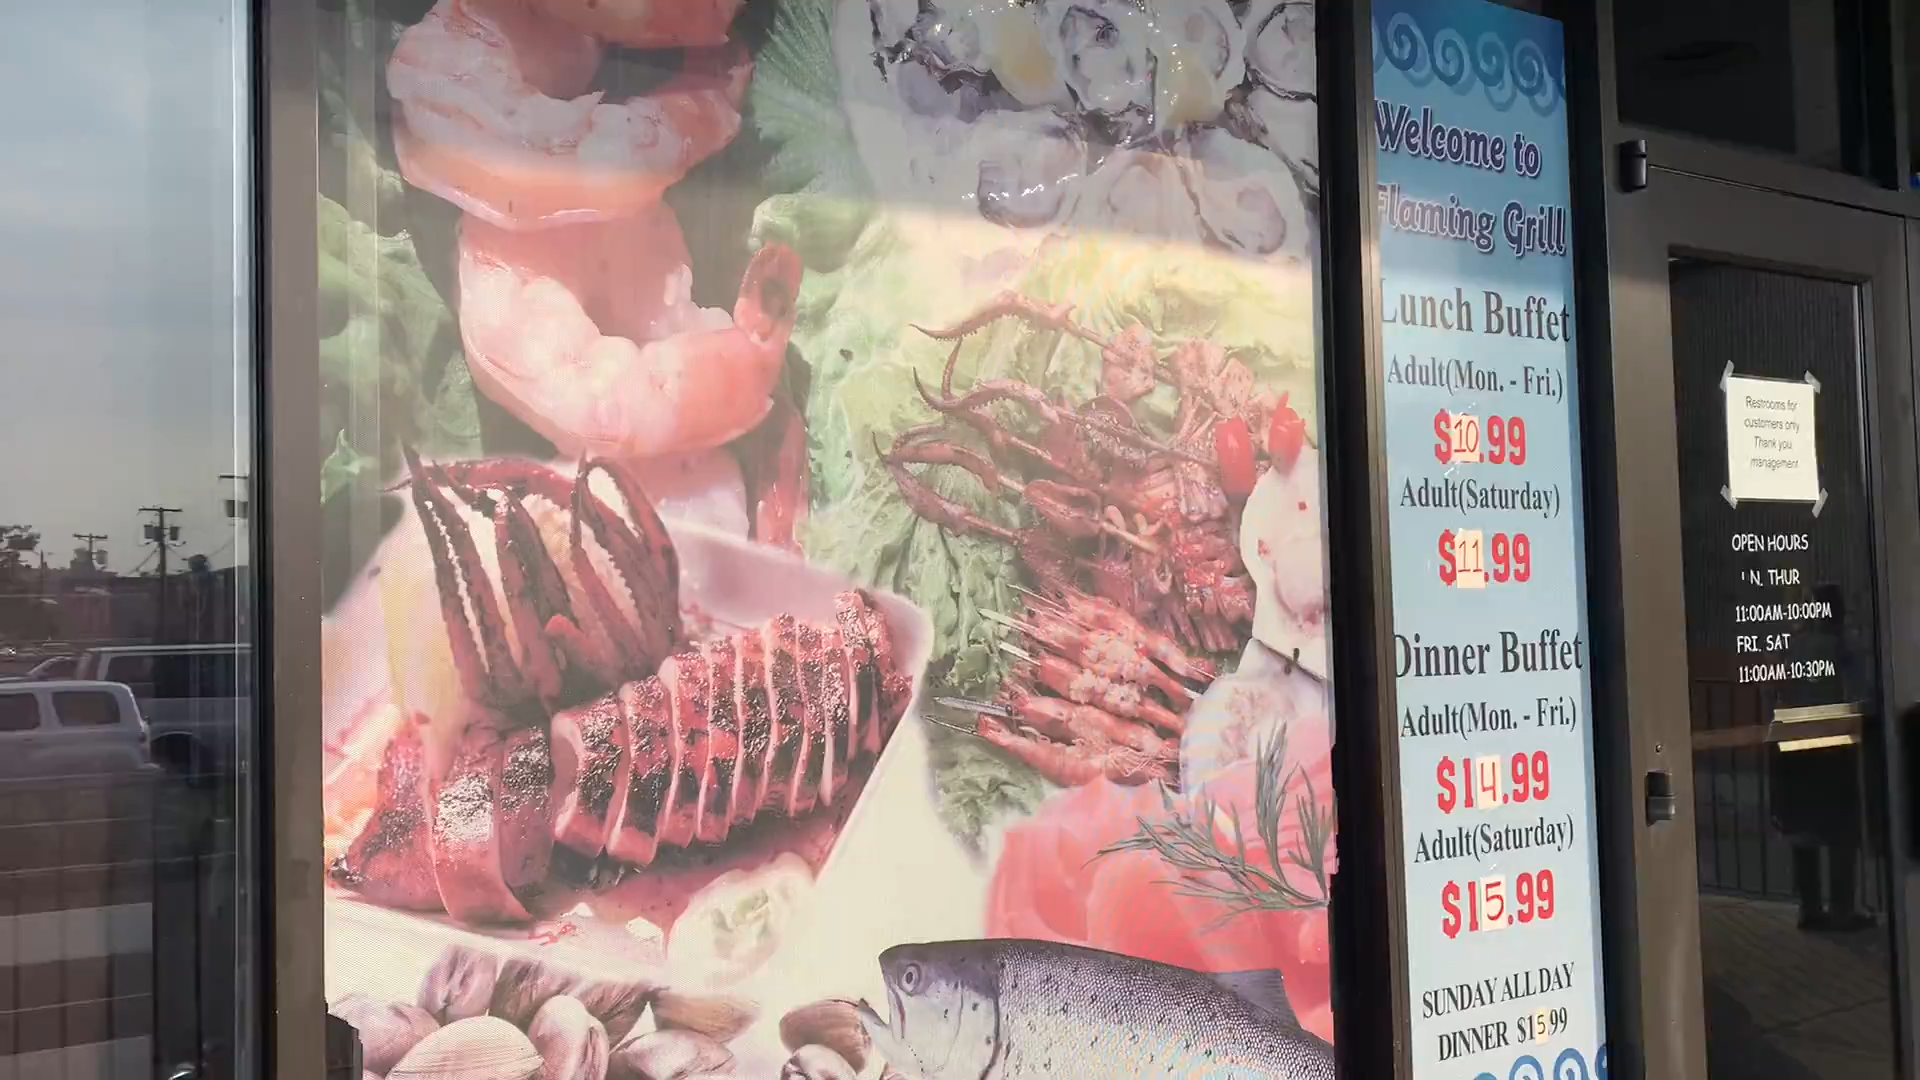 Welcome to
Flaming Grill
Lunch Buffet
Adult(Mon. - Fri.)
$10.99
Adult(Saturday)
$11.99
Dinner Buffet
Adult(Mon. - Fri.)
$14.99
Adult(Saturday)
$15.99
SUNDAY ALL DAY
DINNER $15.99
Restrooms for
customers only
Thank you
management
OPEN HOURS
N. THUR
11:00AM-10:00PM
FRI. SAT
11:00AM-10:30PM